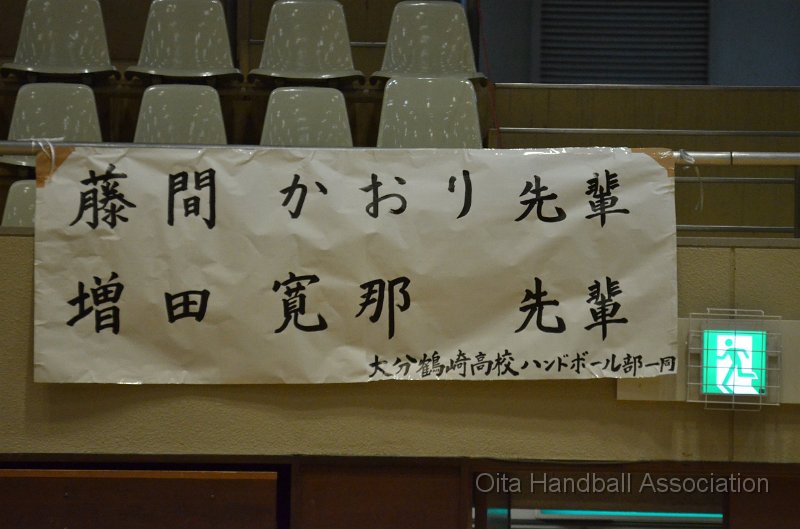 藤間かおり先輩
増田寛那先輩
大分鶴崎高校ハンドボール部一同
Oita Handball Association